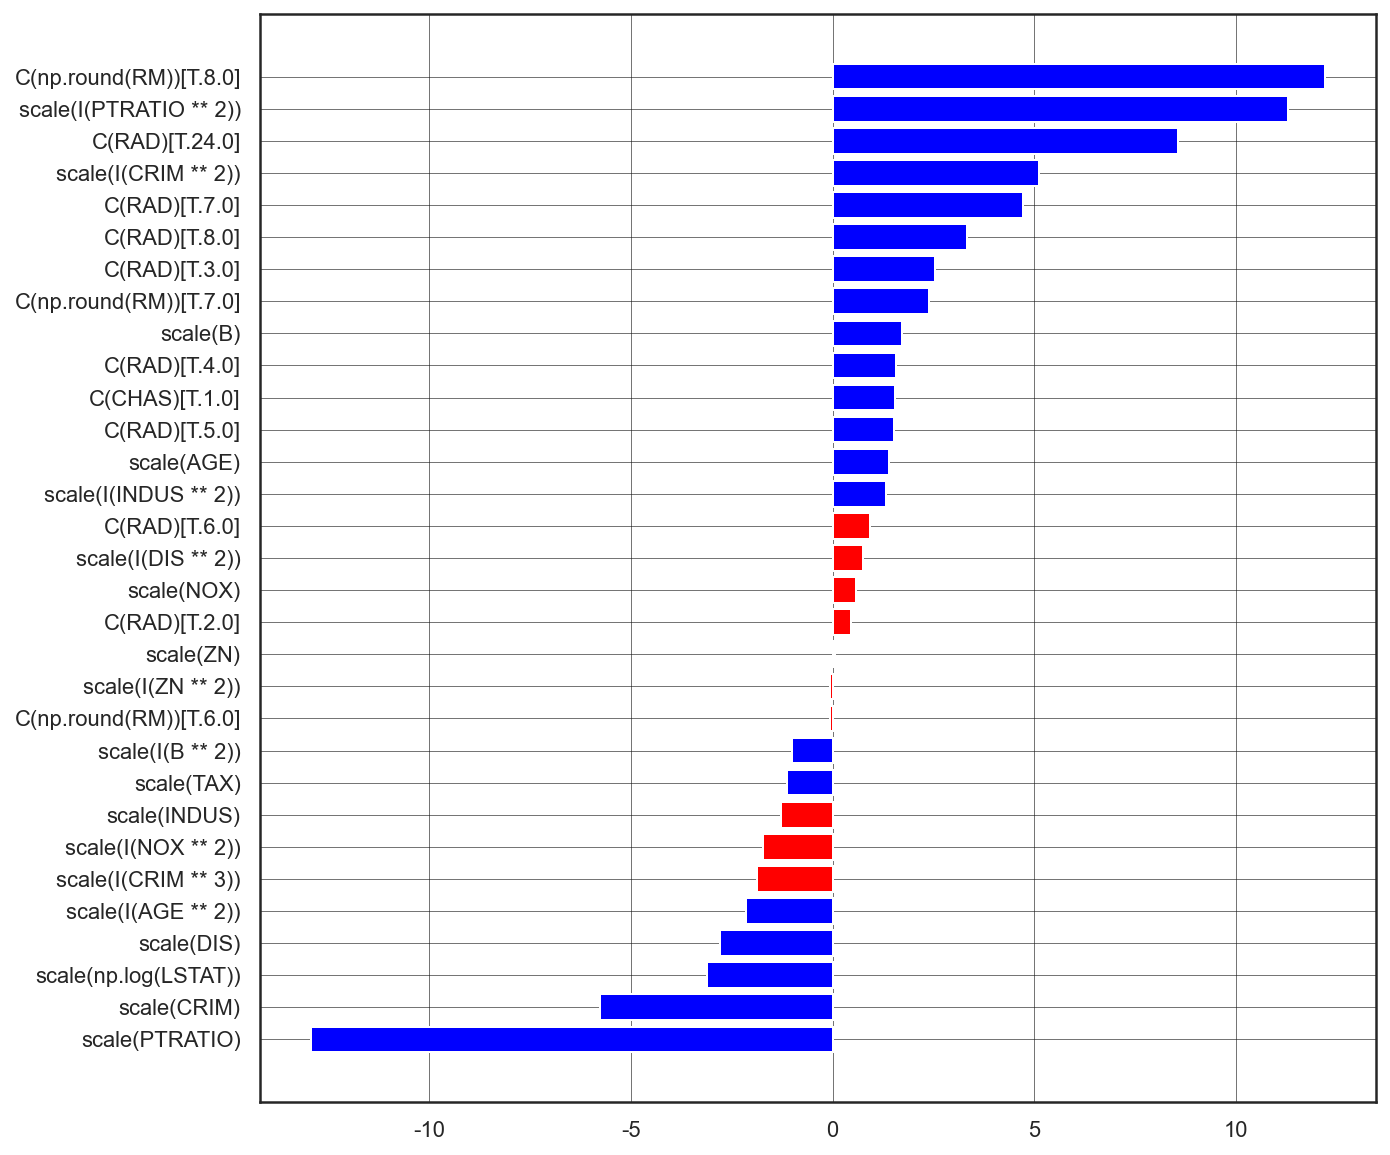 C(np.round(RM))[T.8.0]
scale(I(PTRATIO ** 2))
C(RAD)[T.24.0]
scale(I(CRIM ** 2))
C(RAD)[T.7.0]
C(RAD)[T.8.0]
C(RAD)[T.3.0]
C(np.round(RM))[T.7.0]
scale(B)
C(RAD)[T.4.0]
C(CHAS)[T.1.0]
C(RAD)[T.5.0]
scale(AGE)
scale(I(INDUS ** 2))
C(RAD)[T.6.0]
scale(I(DIS ** 2))
scale(NOX)
C(RAD)[T.2.0]
scale(ZN)
scale(I(ZN ** 2))
C(np.round(RM))[T.6.0]
scale(I(B ** 2))
scale(TAX)
scale(INDUS)
scale(I(NOX ** 2))
scale(I(CRIM ** 3))
scale(I(AGE ** 2))
scale(DIS)
scale(np.log(LSTAT))
scale(CRIM)
scale(PTRATIO)
-10 -5 0 5 10